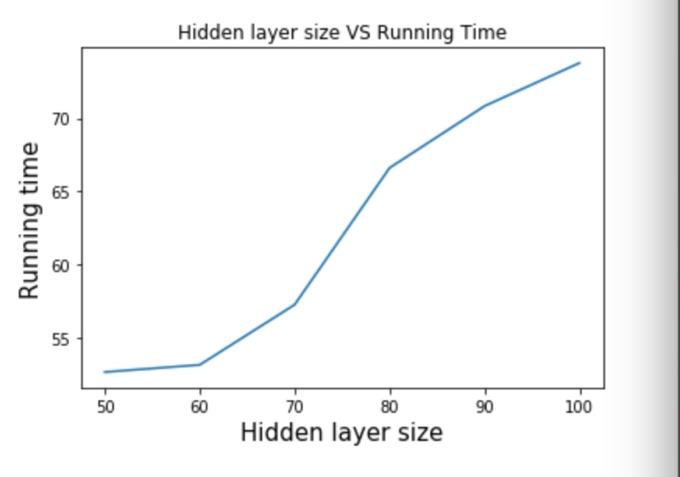 Hidden layer size VS Running Time
Running time
70
65
60
55
50 60 70 80 90 100
Hidden layer size